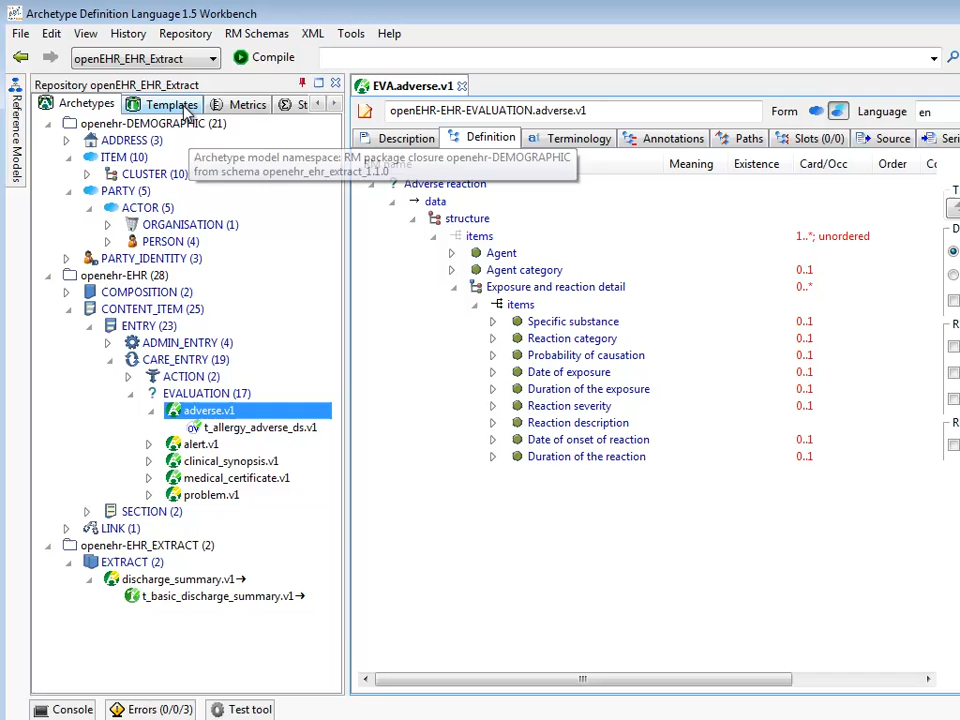 Archetype Definition Language 1.5 Workbench
File Edit View History Repository RM Schemas XML Tools Help
openEHR_EHR_Extract Compile
Repository openEHR_EHR_Extract
Archetypes Templates Metrics St
Reference Models
openehr-DEMOGRAPHIC (21)
ADDRESS (3)
ITEM (10)
CLUSTER (10)
PARTY (5)
ACTOR (5)
ORGANISATION (1)
PERSON (4)
PARTY_IDENTITY (3)
openehr-EHR (28)
COMPOSITION (2)
CONTENT_ITEM (25)
ENTRY (23)
ADMIN_ENTRY (4)
CARE_ENTRY (19)
ACTION (2)
EVALUATION (17)
adverse.v1
t_allergy_adverse_ds.v1
alert.v1
clinical_synopsis.v1
medical_certificate.v1
problem.v1
SECTION (2)
LINK (1)
openehr-EHR_EXTRACT (2)
EXTRACT (2)
discharge_summary.v1
t_basic_discharge_summary.v1
Archetype model namespace: RM package closure openehr-DEMOGRAPHIC
from schema openehr_ehr_extract_1.1.0
EVA.adverse.v1
openEHR-EHR-EVALUATION.adverse.v1 Form Language en
Description Definition Terminology Annotations Paths Slots (0/0) Source Seri
RM name Meaning Existence Card/Occ Order Co
Adverse reaction
data
structure
items 1..*; unordered
Agent
Agent category 0..1
Exposure and reaction detail 0..*
items
Specific substance 0..1
Reaction category 0..1
Probability of causation 0..1
Date of exposure 0..1
Duration of the exposure 0..1
Reaction severity 0..1
Reaction description
Date of onset of reaction 0..1
Duration of the reaction 0..1
T
D
R
R
Console Errors (0/0/3) Test tool